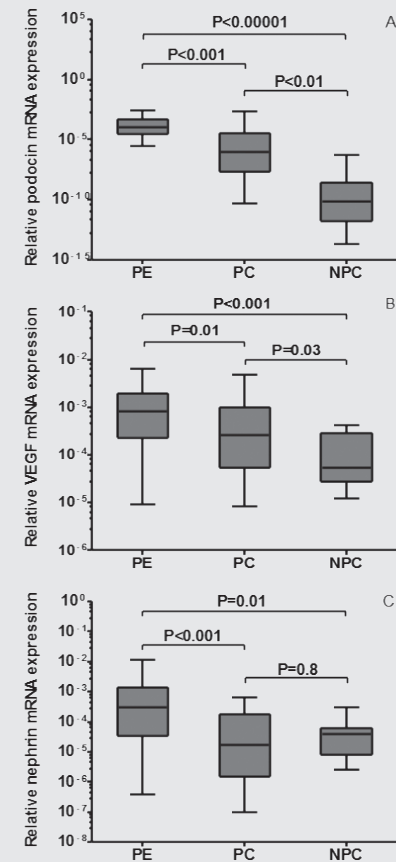 A
Relative podocin mRNA expression
10⁵
10⁰
10⁻⁵
10⁻¹⁰
10⁻¹⁵
P<0.00001
P<0.001
P<0.01
PE PC NPC
B
Relative VEGF mRNA expression
10⁻¹
10⁻²
10⁻³
10⁻⁴
10⁻⁵
10⁻⁶
P<0.001
P=0.01
P=0.03
PE PC NPC
C
Relative nephrin mRNA expression
10⁰
10⁻¹
10⁻²
10⁻³
10⁻⁴
10⁻⁵
10⁻⁶
10⁻⁷
10⁻⁸
P=0.01
P<0.001
P=0.8
PE PC NPC